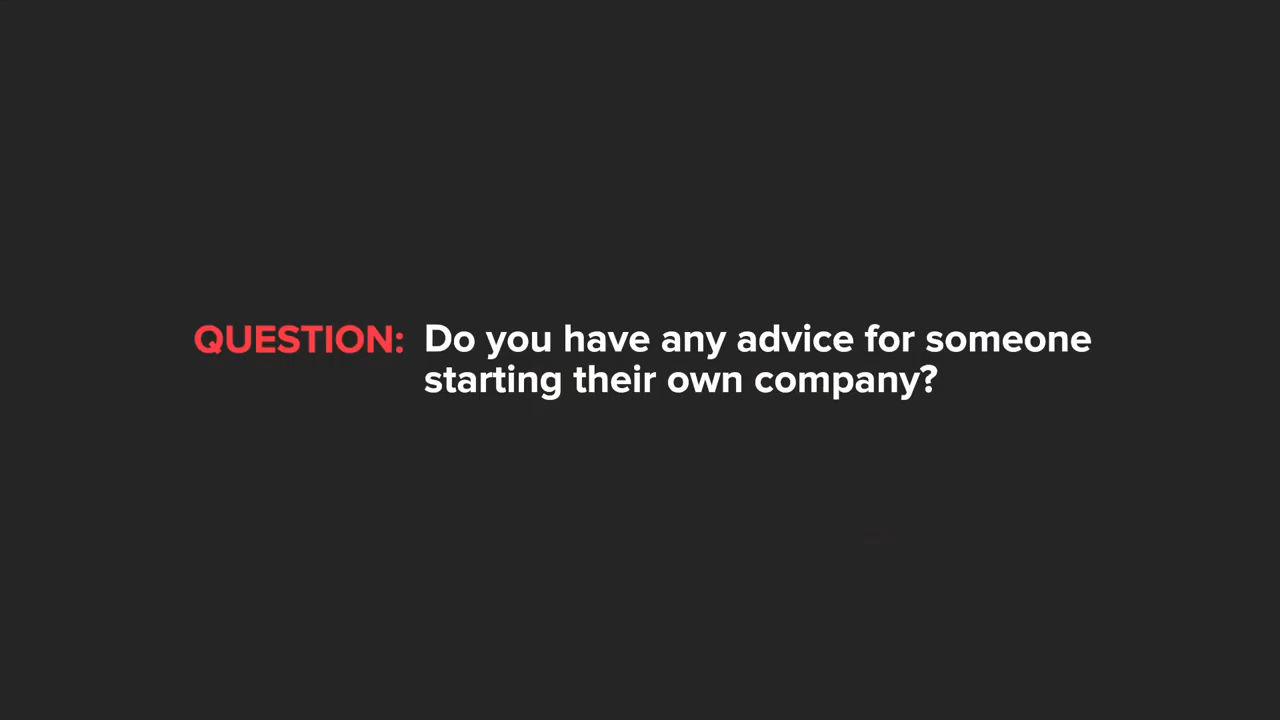 QUESTION: Do you have any advice for someone
starting their own company?